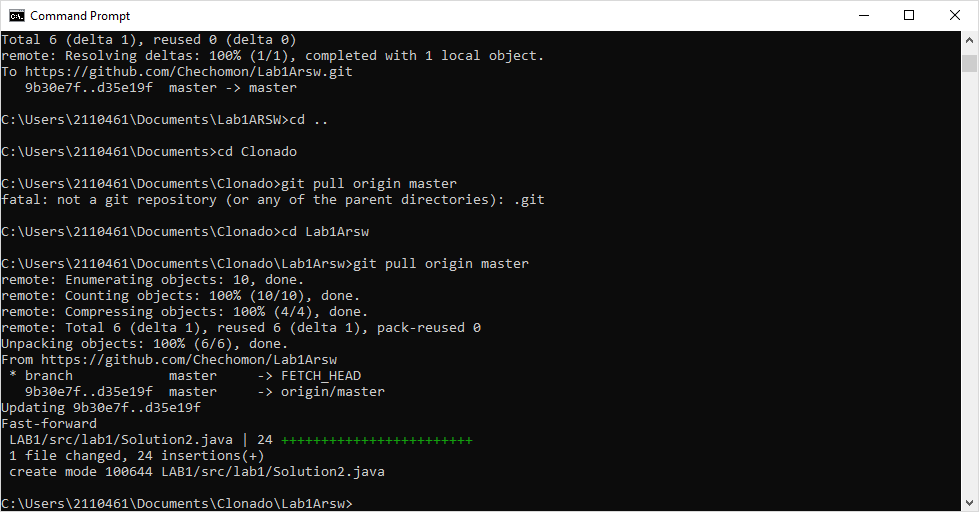 Command Prompt
Total 6 (delta 1), reused 0 (delta 0)
remote: Resolving deltas: 100% (1/1), completed with 1 local object.
To https://github.com/Chechomon/Lab1Arsw.git
   9b30e7f..d35e19f  master -> master

C:\Users\2110461\Documents\Lab1ARSW>cd ..

C:\Users\2110461\Documents>cd Clonado

C:\Users\2110461\Documents\Clonado>git pull origin master
fatal: not a git repository (or any of the parent directories): .git

C:\Users\2110461\Documents\Clonado>cd Lab1Arsw

C:\Users\2110461\Documents\Clonado\Lab1Arsw>git pull origin master
remote: Enumerating objects: 10, done.
remote: Counting objects: 100% (10/10), done.
remote: Compressing objects: 100% (4/4), done.
remote: Total 6 (delta 1), reused 6 (delta 1), pack-reused 0
Unpacking objects: 100% (6/6), done.
From https://github.com/Chechomon/Lab1Arsw
 * branch            master     -> FETCH_HEAD
   9b30e7f..d35e19f  master     -> origin/master
Updating 9b30e7f..d35e19f
Fast-forward
 LAB1/src/lab1/Solution2.java | 24 ++++++++++++++++++++++++
 1 file changed, 24 insertions(+)
 create mode 100644 LAB1/src/lab1/Solution2.java

C:\Users\2110461\Documents\Clonado\Lab1Arsw>